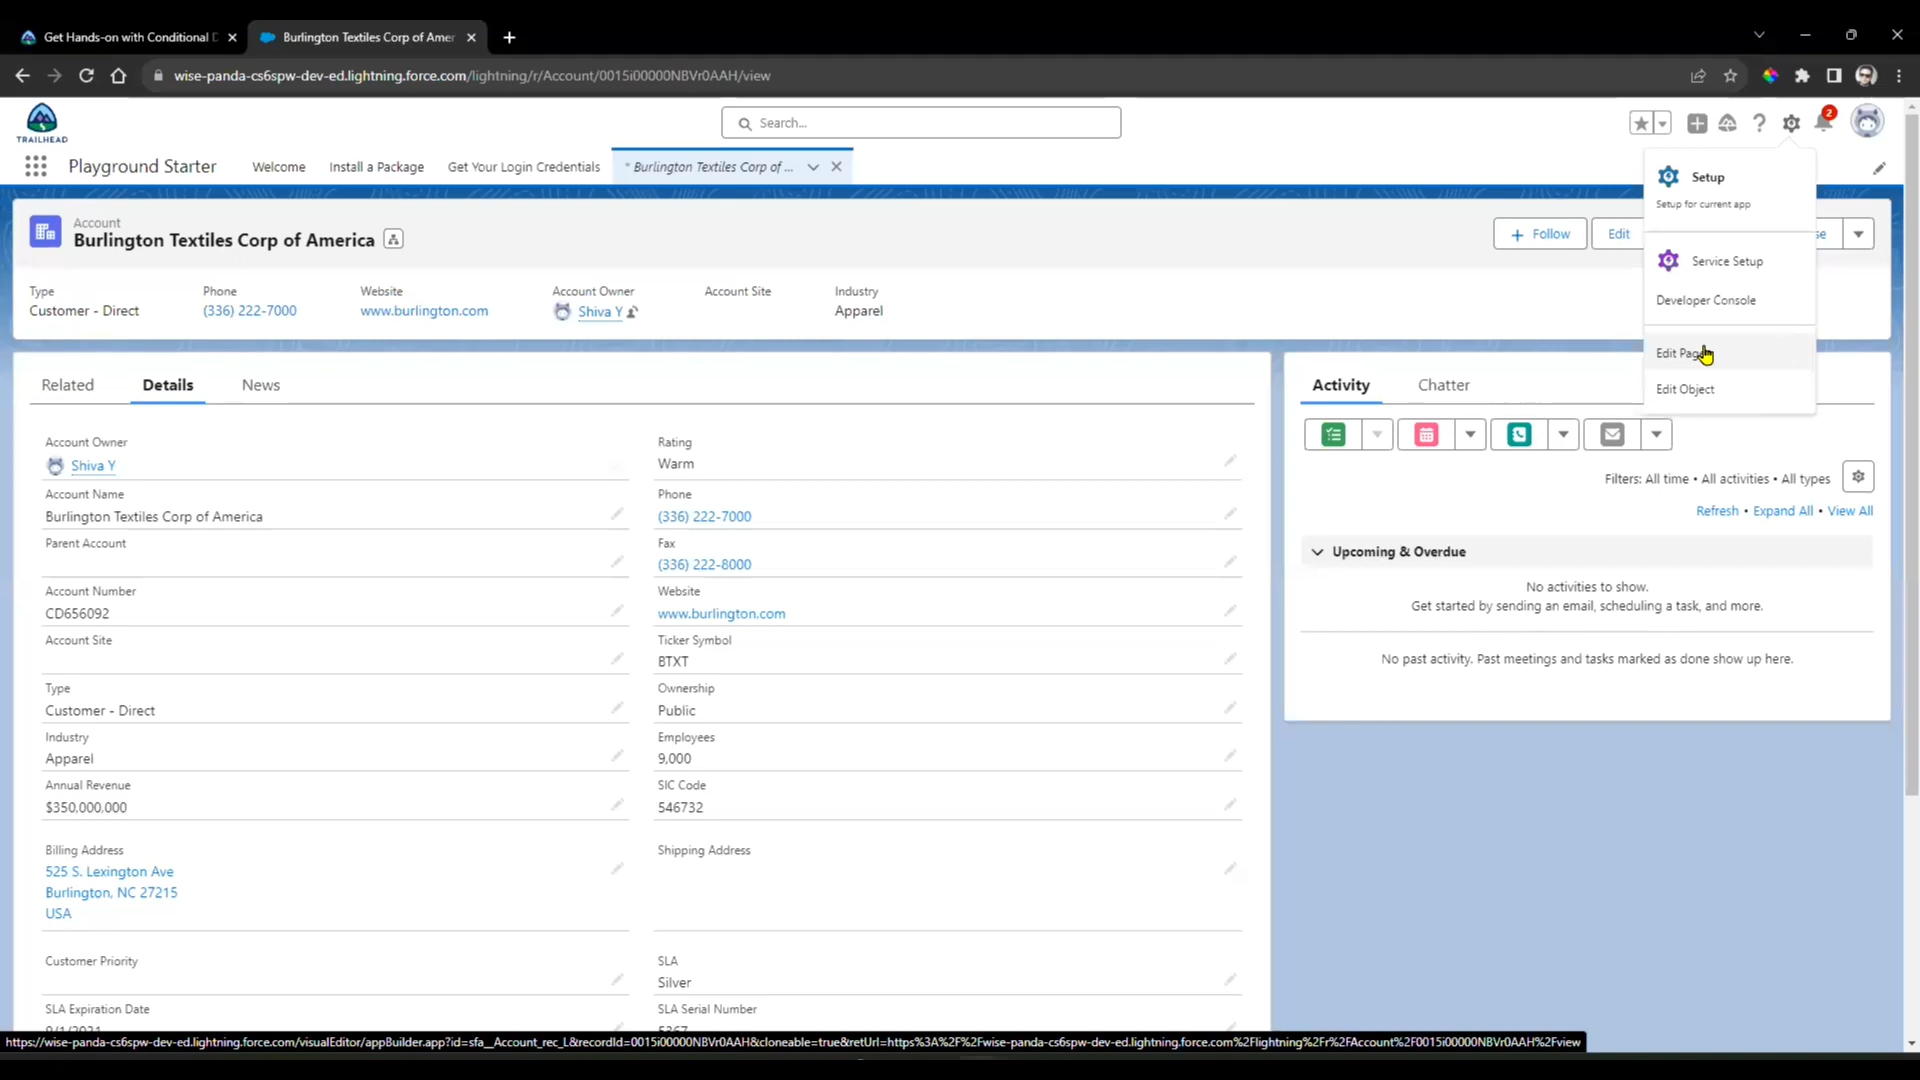 Get Hands-on with Conditional D
Burlington Textiles Corp of Amer
wise-panda-cs6spw-dev-ed.lightning.force.com/lightning/r/Account/0015i00000NBVr0AAH/view
TRAILHEAD
Search...
2
Playground Starter
Welcome
Install a Package
Get Your Login Credentials
* Burlington Textiles Corp of ...
Setup
Setup for current app
Service Setup
Developer Console
Edit Page
Edit Object
Account
Burlington Textiles Corp of America
Follow
Edit
se
Type
Customer - Direct
Phone
(336) 222-7000
Website
www.burlington.com
Account Owner
Shiva Y
Account Site
Industry
Apparel
Related
Details
News
Account Owner
Shiva Y
Rating
Warm
Account Name
Burlington Textiles Corp of America
Phone
(336) 222-7000
Parent Account
Fax
(336) 222-8000
Account Number
CD656092
Website
www.burlington.com
Account Site
Ticker Symbol
BTXT
Type
Customer - Direct
Ownership
Public
Industry
Apparel
Employees
9,000
Annual Revenue
$350,000,000
SIC Code
546732
Billing Address
525 S. Lexington Ave
Burlington, NC 27215
USA
Shipping Address
Customer Priority
SLA
Silver
SLA Expiration Date
SLA Serial Number
Activity
Chatter
Filters: All time • All activities • All types
Refresh • Expand All • View All
Upcoming & Overdue
No activities to show.
Get started by sending an email, scheduling a task, and more.
No past activity. Past meetings and tasks marked as done show up here.
https://wise-panda-cs6spw-dev-ed.lightning.force.com/visualEditor/appBuilder.app?id=sfa__Account_rec_L&recordId=0015i00000NBVr0AAH&cloneable=true&retUrl=https%3A%2F%2Fwise-panda-cs6spw-dev-ed.lightning.force.com%2Flightning%2Fr%2FAccount%2F0015i00000NBVr0AAH%2Fview